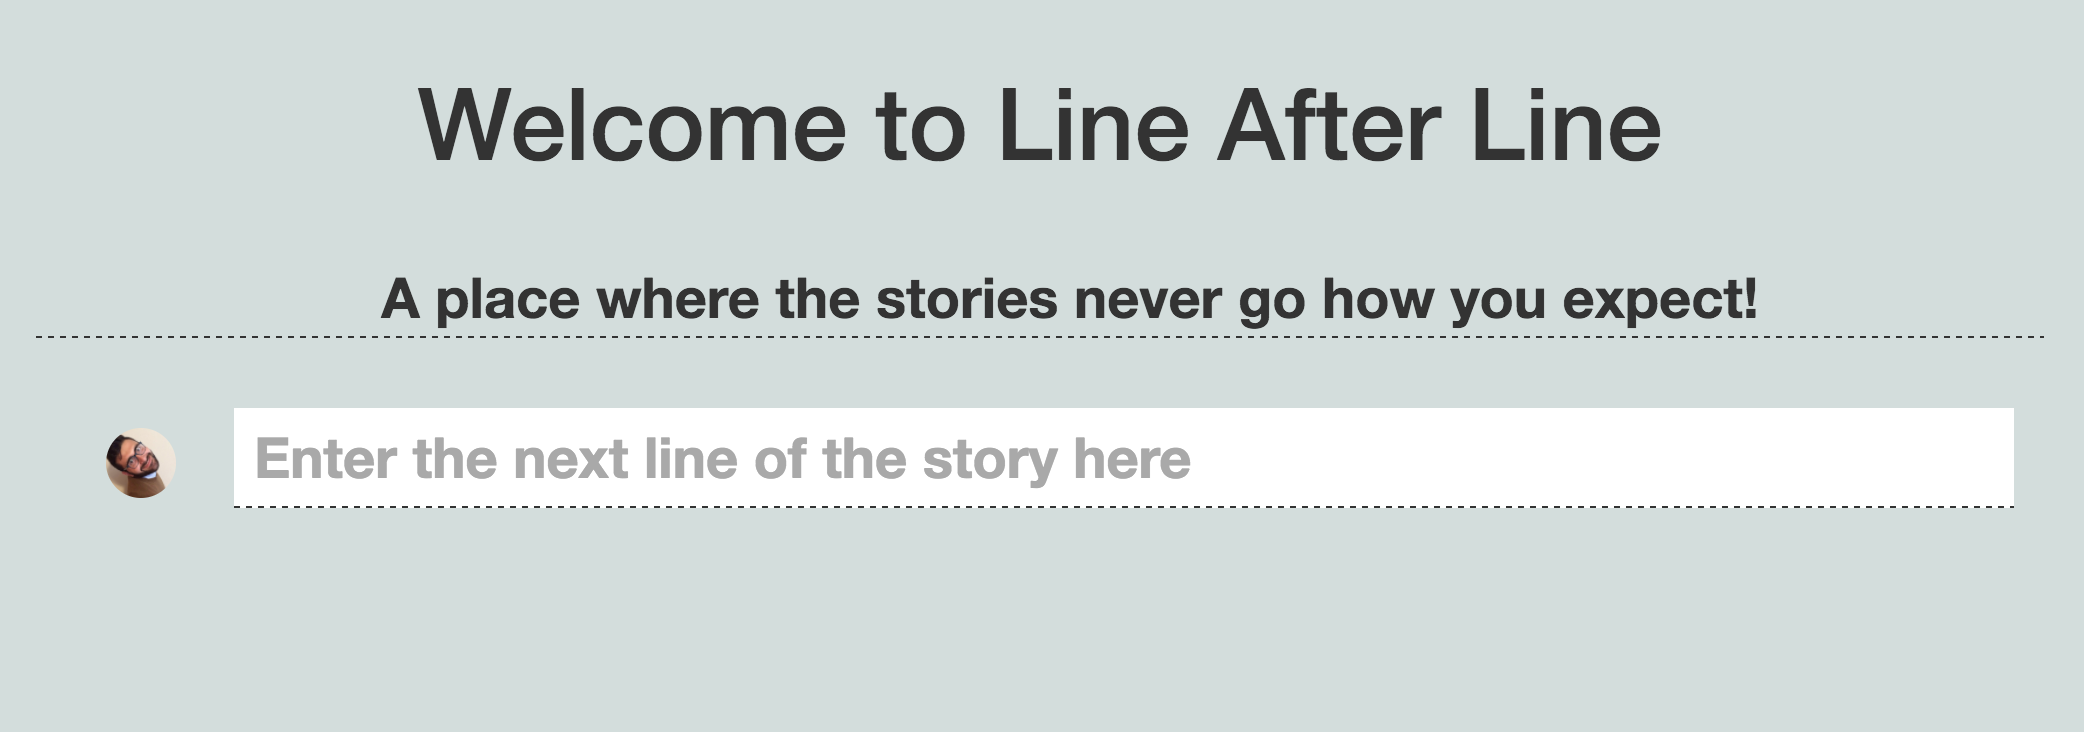 Welcome to Line After Line
A place where the stories never go how you expect!
Enter the next line of the story here